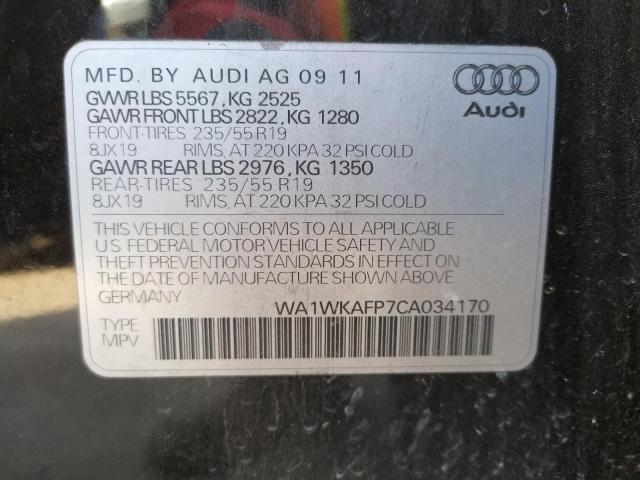 MFD. BY AUDI AG 09 11
GVWR LBS 5567, KG 2525
GAWR FRONT LBS 2822, KG 1280
FRONT-TIRES 235/55 R19
8JX19 RIMS, AT 220 KPA 32 PSI COLD
GAWR REAR LBS 2976, KG 1350
REAR-TIRES 235/55 R19
8JX19 RIMS, AT 220 KPA 32 PSI COLD
Audi
THIS VEHICLE CONFORMS TO ALL APPLICABLE
U.S. FEDERAL MOTOR VEHICLE SAFETY AND
THEFT PREVENTION STANDARDS IN EFFECT ON
THE DATE OF MANUFACTURE SHOWN ABOVE
GERMANY WA1WKAFP7CA034170
TYPE
MPV